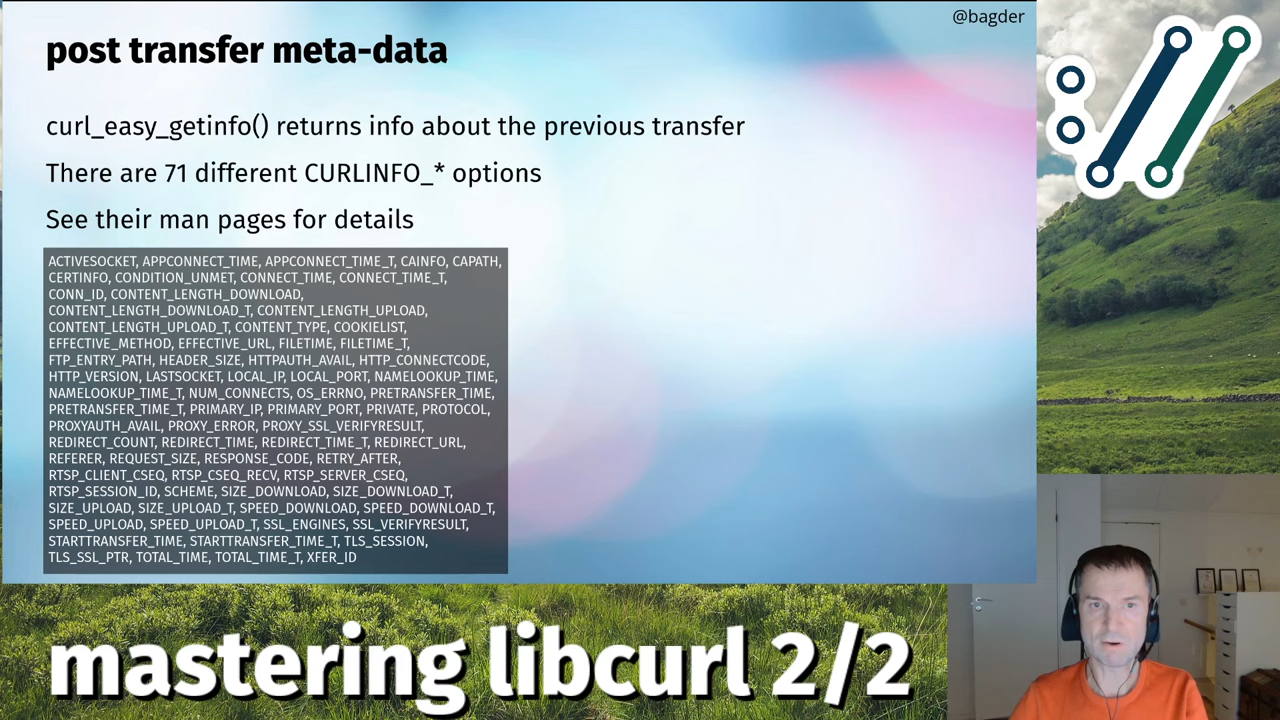 @bagder
post transfer meta-data
curl_easy_getinfo() returns info about the previous transfer
There are 71 different CURLINFO_* options
See their man pages for details
ACTIVESOCKET, APPCONNECT_TIME, APPCONNECT_TIME_T, CAINFO, CAPATH,
CERTINFO, CONDITION_UNMET, CONNECT_TIME, CONNECT_TIME_T,
CONN_ID, CONTENT_LENGTH_DOWNLOAD,
CONTENT_LENGTH_DOWNLOAD_T, CONTENT_LENGTH_UPLOAD,
CONTENT_LENGTH_UPLOAD_T, CONTENT_TYPE, COOKIELIST,
EFFECTIVE_METHOD, EFFECTIVE_URL, FILETIME, FILETIME_T,
FTP_ENTRY_PATH, HEADER_SIZE, HTTPAUTH_AVAIL, HTTP_CONNECTCODE,
HTTP_VERSION, LASTSOCKET, LOCAL_IP, LOCAL_PORT, NAMELOOKUP_TIME,
NAMELOOKUP_TIME_T, NUM_CONNECTS, OS_ERRNO, PRETRANSFER_TIME,
PRETRANSFER_TIME_T, PRIMARY_IP, PRIMARY_PORT, PRIVATE, PROTOCOL,
PROXYAUTH_AVAIL, PROXY_ERROR, PROXY_SSL_VERIFYRESULT,
REDIRECT_COUNT, REDIRECT_TIME, REDIRECT_TIME_T, REDIRECT_URL,
REFERER, REQUEST_SIZE, RESPONSE_CODE, RETRY_AFTER,
RTSP_CLIENT_CSEQ, RTSP_CSEQ_RECV, RTSP_SERVER_CSEQ,
RTSP_SESSION_ID, SCHEME, SIZE_DOWNLOAD, SIZE_DOWNLOAD_T,
SIZE_UPLOAD, SIZE_UPLOAD_T, SPEED_DOWNLOAD, SPEED_DOWNLOAD_T,
SPEED_UPLOAD, SPEED_UPLOAD_T, SSL_ENGINES, SSL_VERIFYRESULT,
STARTTRANSFER_TIME, STARTTRANSFER_TIME_T, TLS_SESSION,
TLS_SSL_PTR, TOTAL_TIME, TOTAL_TIME_T, XFER_ID
mastering libcurl 2/2